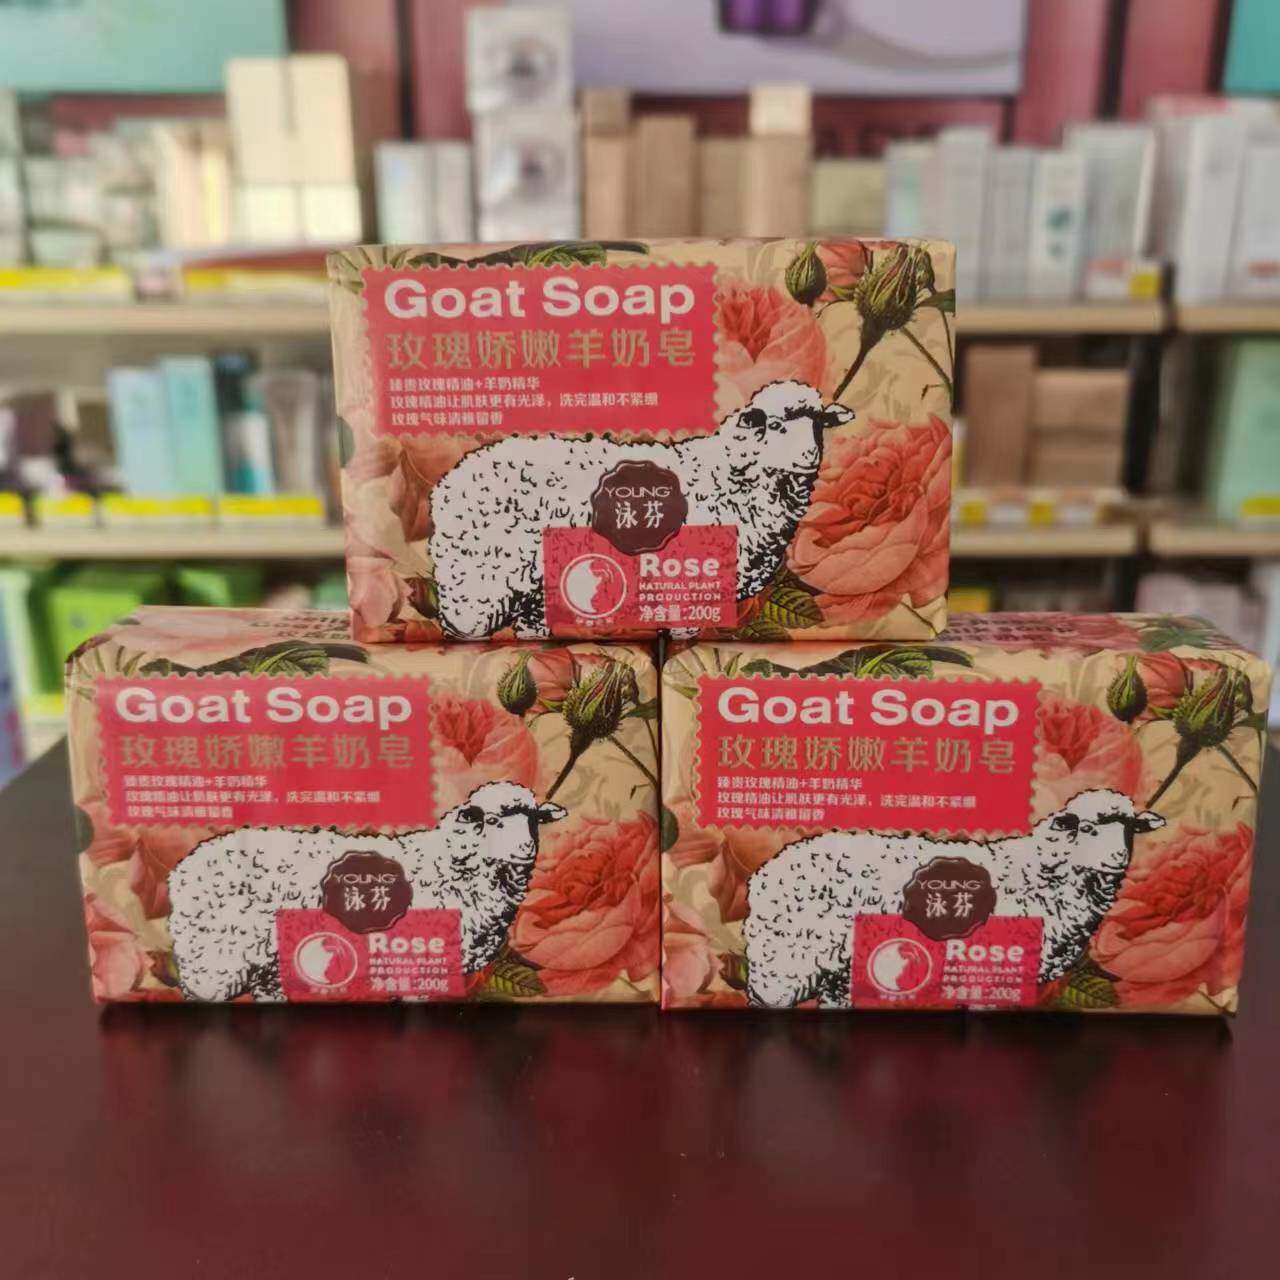 Goat Soap
玫瑰娇嫩羊奶皂
臻贵玫瑰精油+羊奶精华
玫瑰精油让肌肤更有光泽，洗完温和不紧绷
玫瑰气味清雅留香
YOUNG
泳芬
Rose
NATURAL PLANT
PRODUCTION
净含量:200g
Goat Soap
玫瑰娇嫩羊奶皂
臻贵玫瑰精油+羊奶精华
玫瑰精油让肌肤更有光泽，洗完温和不紧绷
玫瑰气味清雅留香
YOUNG
泳芬
Rose
NATURAL PLANT
PRODUCTION
净含量:200g
Goat Soap
玫瑰娇嫩羊奶皂
臻贵玫瑰精油+羊奶精华
玫瑰精油让肌肤更有光泽，洗完温和不紧绷
玫瑰气味清雅留香
YOUNG
泳芬
Rose
NATURAL PLANT
PRODUCTION
净含量:200g